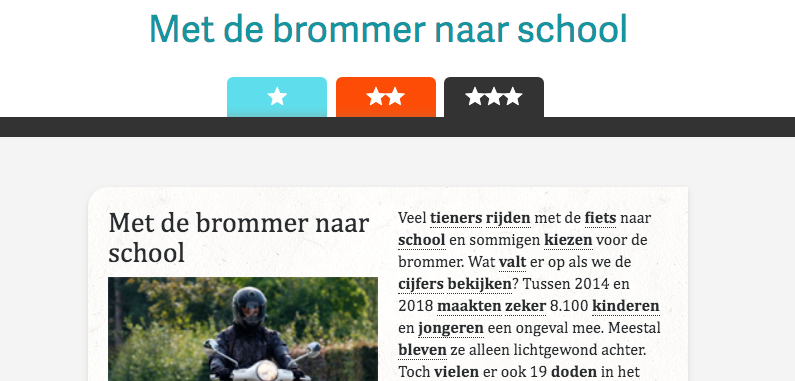 Met de brommer naar school
Met de brommer naar
school
Veel tieners rijden met de fiets naar
school en sommigen kiezen voor de
brommer. Wat valt er op als we de
cijfers bekijken? Tussen 2014 en
2018 maakten zeker 8.100 kinderen
en jongeren een ongeval mee. Meestal
bleven ze alleen lichtgewond achter.
Toch vielen er ook 19 doden in het